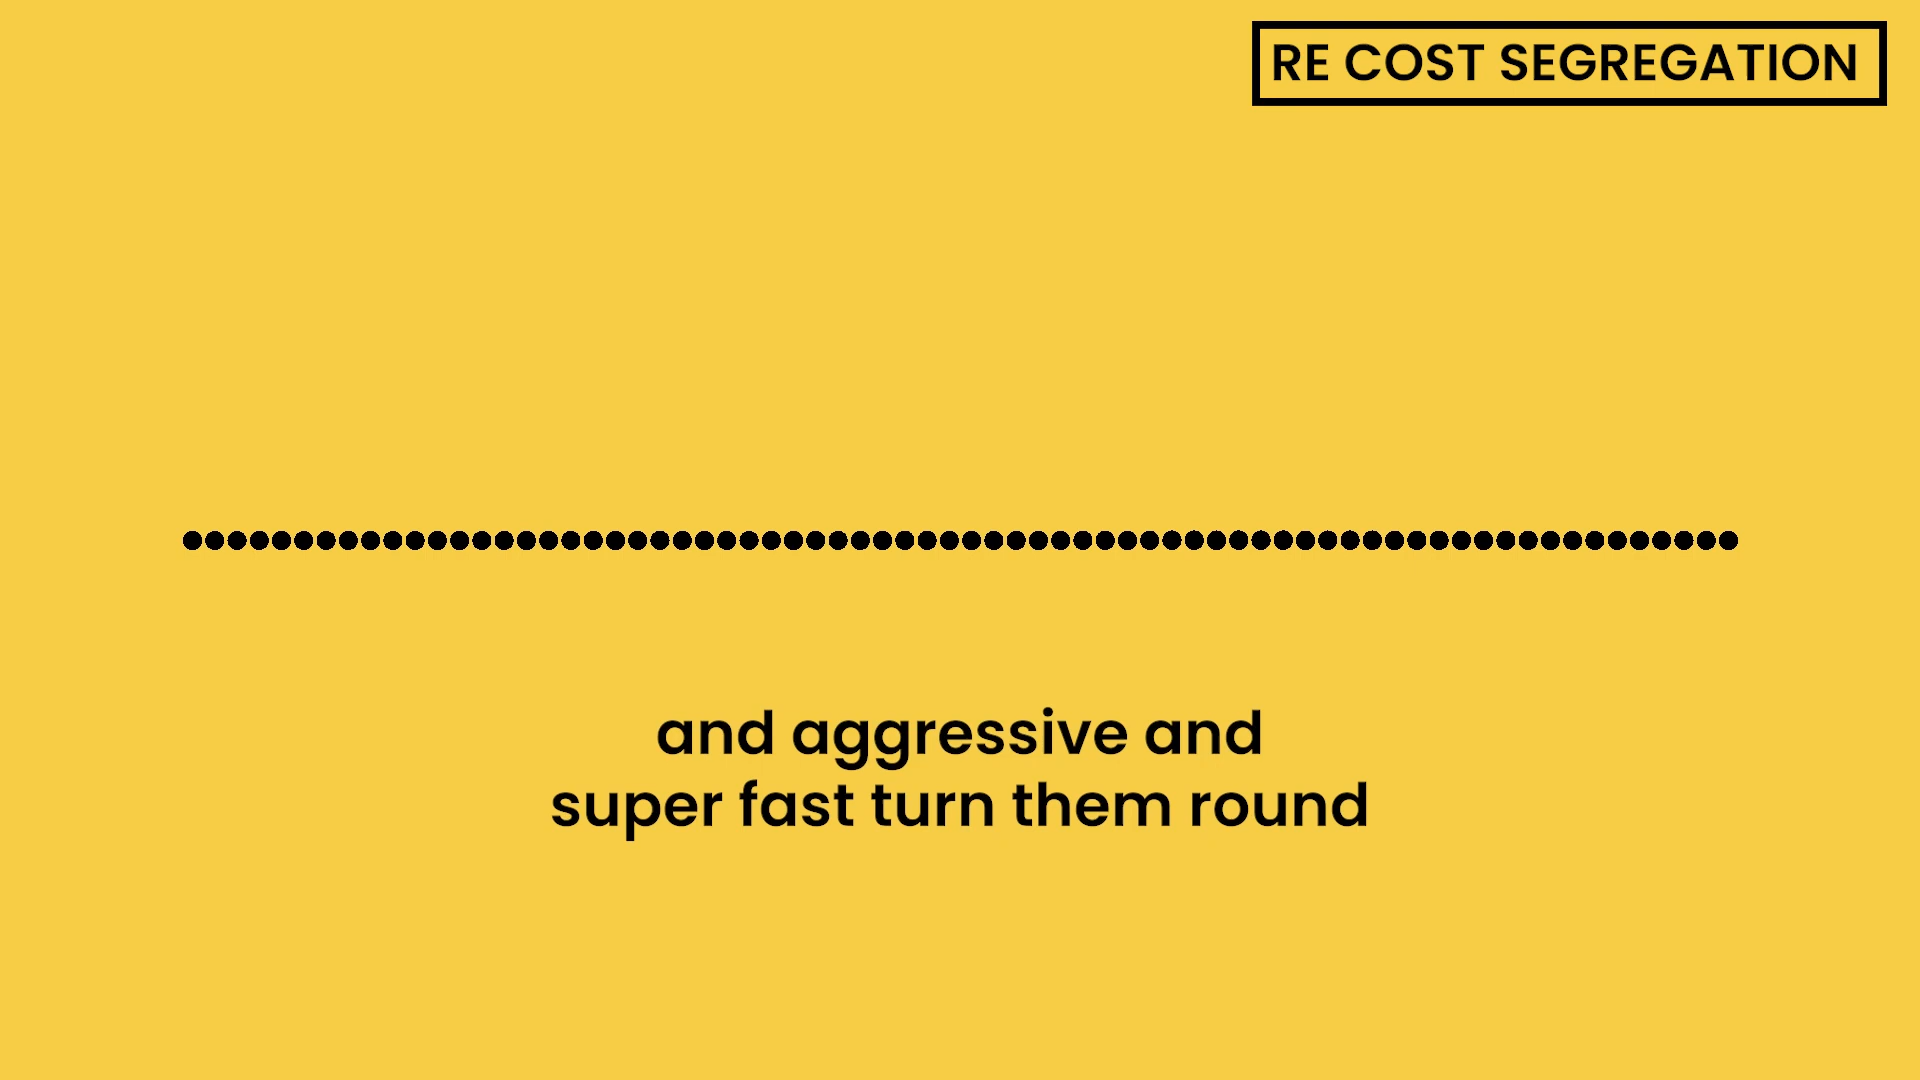 RE COST SEGREGATION
and aggressive and
super fast turn them round